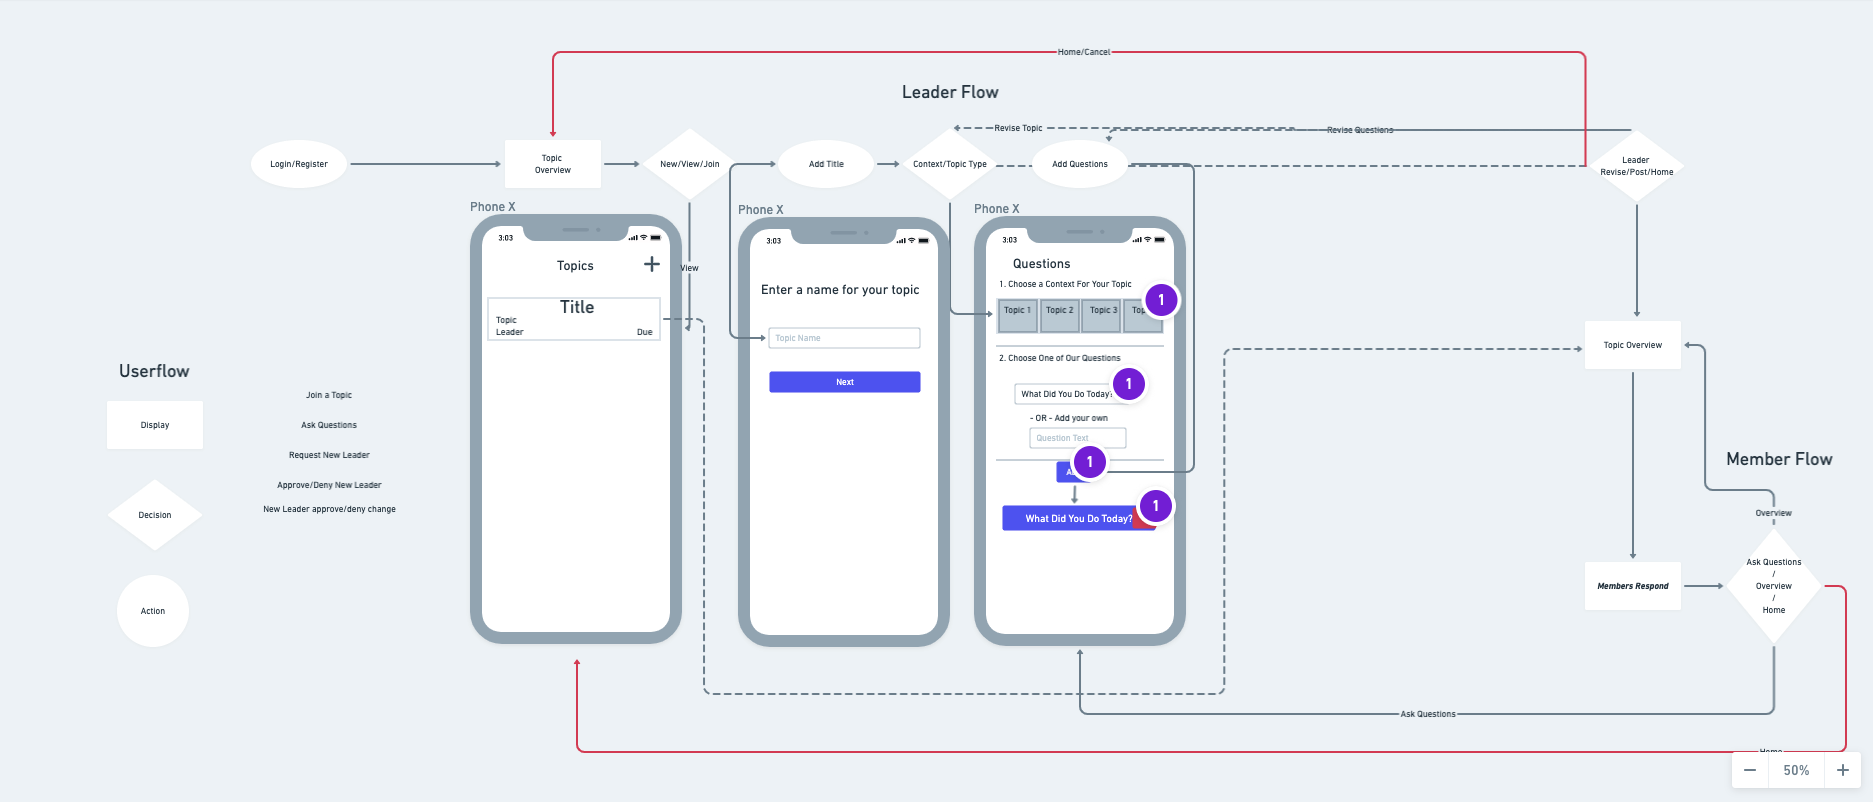 Home/Cancel
Leader Flow
Revise Topic
Revise Questions
Login/Register
Topic
Overview
New/View/Join
Add Title
Context/Topic Type
Add Questions
Leader
Revise/Post/Home
Phone X
3:03
Topics
+
Title
Topic
Leader
Due
View
Phone X
3:03
Enter a name for your topic
Topic Name
Next
Phone X
3:03
Questions
1. Choose a Context For Your Topic
Topic 1
Topic 2
Topic 3
1
2. Choose One of Our Questions
What Did You Do Today?
1
- OR - Add your own
Question Text
1
What Did You Do Today?
1
Userflow
Display
Decision
Action
Join a Topic
Ask Questions
Request New Leader
Approve/Deny New Leader
New Leader approve/deny change
Topic Overview
Member Flow
Overview
Members Respond
Ask Questions
/
Overview
/
Home
Ask Questions
Home
50%